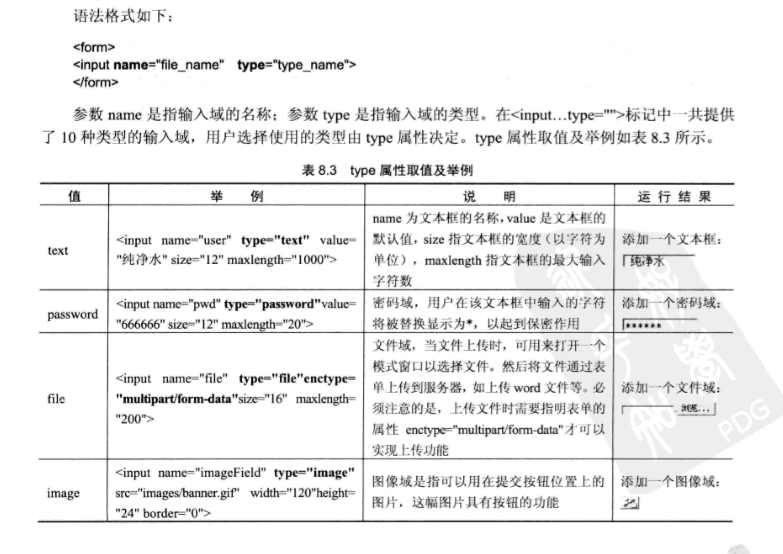 语法格式如下：
<form>
<input name="file_name" type="type_name">
</form>
参数 name 是指输入域的名称；参数 type 是指输入域的类型。在<input…type="">标记中一共提供
了 10 种类型的输入域，用户选择使用的类型由 type 属性决定。type 属性取值及举例如表 8.3 所示。
表 8.3 type 属性取值及举例
值 举 例 说 明 运 行 结 果
text
<input name="user" type="text" value=
"纯净水" size="12" maxlength="1000">
name 为文本框的名称，value 是文本框的
默认值，size 指文本框的宽度（以字符为
单位），maxlength 指文本框的最大输入
字符数
添加一个文本框：
纯净水
password
<input name="pwd" type="password"value=
"666666" size="12" maxlength="20">
密码域，用户在该文本框中输入的字符
将被替换显示为*，以起到保密作用
添加一个密码域：
******
file
<input name="file" type="file"enctype=
"multipart/form-data"size="16" maxlength=
"200">
文件域，当文件上传时，可用来打开一个
模式窗口以选择文件。然后将文件通过表
单上传到服务器，如上传 word 文件等。必
须注意的是，上传文件时需要指明表单的
属性 enctype="multipart/form-data"才可以
实现上传功能
添加一个文件域：
浏览...
image
<input name="imageField" type="image"
src="images/banner.gif" width="120"height=
"24" border="0">
图像域是指可以用在提交按钮位置上的
图片，这幅图片具有按钮的功能
添加一个图像域：
PDG